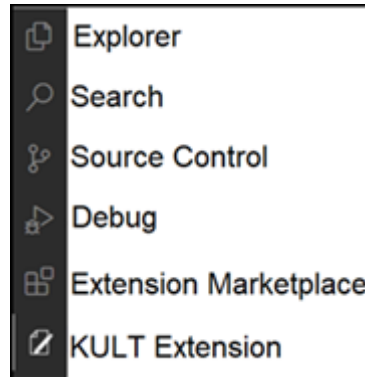 Explorer
Search
Source Control
Debug
Extension Marketplace
KULT Extension